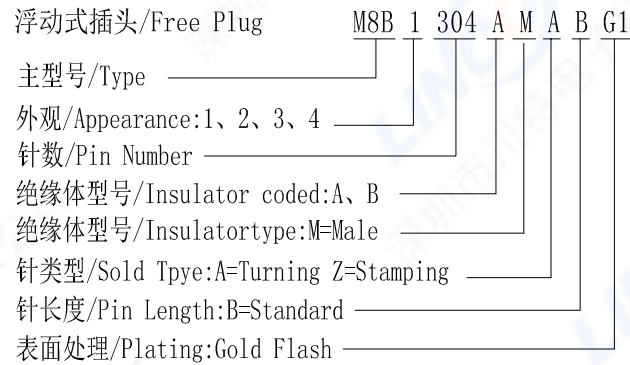 浮动式插头/Free Plug M8B 1 304 A M A B G1
主型号/Type
外观/Appearance:1、2、3、4
针数/Pin Number
绝缘体型号/Insulator coded:A、B
绝缘体型号/Insulatortype:M=Male
针类型/Sold Tpye:A=Turning Z=Stamping
针长度/Pin Length:B=Standard
表面处理/Plating:Gold Flash